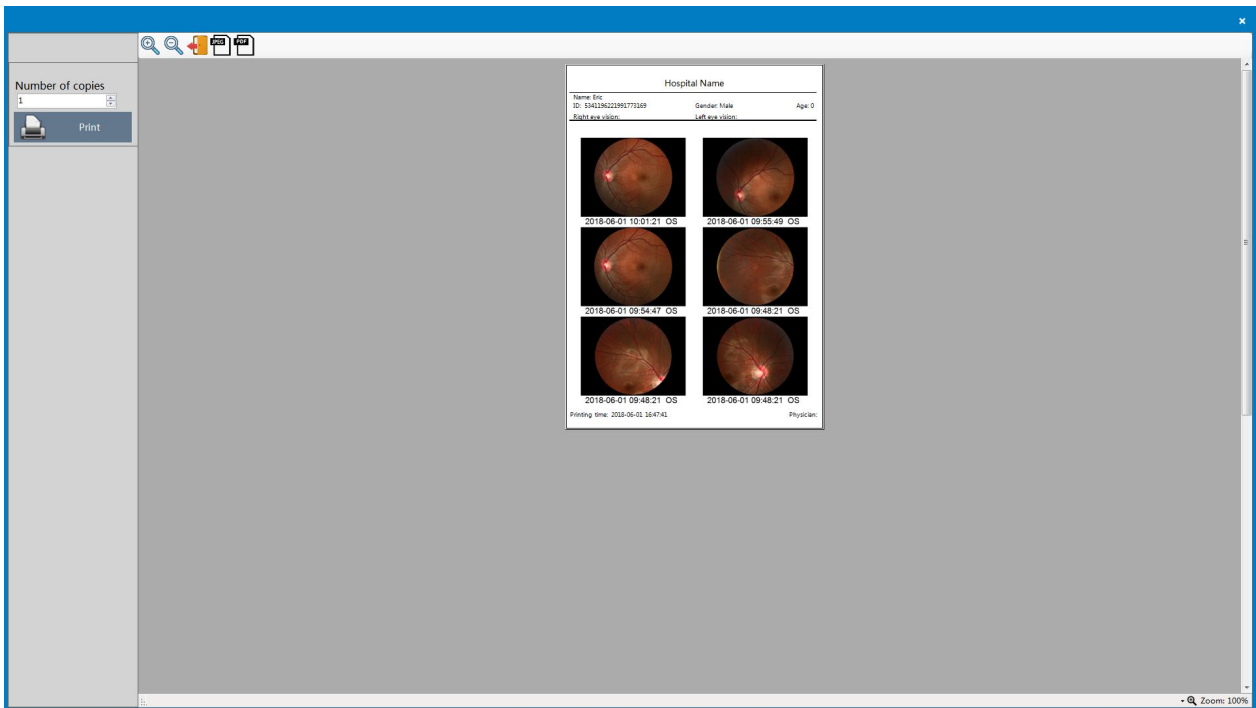 ×
JPEG PDF
Number of copies
1
Print
Hospital Name
Name: Eric
ID: 5341196221991773169 Gender: Male Age: 0
Right eye vision: Left eye vision:
2018-06-01 10:01:21 OS 2018-06-01 09:55:49 OS
2018-06-01 09:54:47 OS 2018-06-01 09:48:21 OS
2018-06-01 09:48:21 OS 2018-06-01 09:48:21 OS
Printing time: 2018-06-01 16:47:41 Physician:
Zoom: 100%